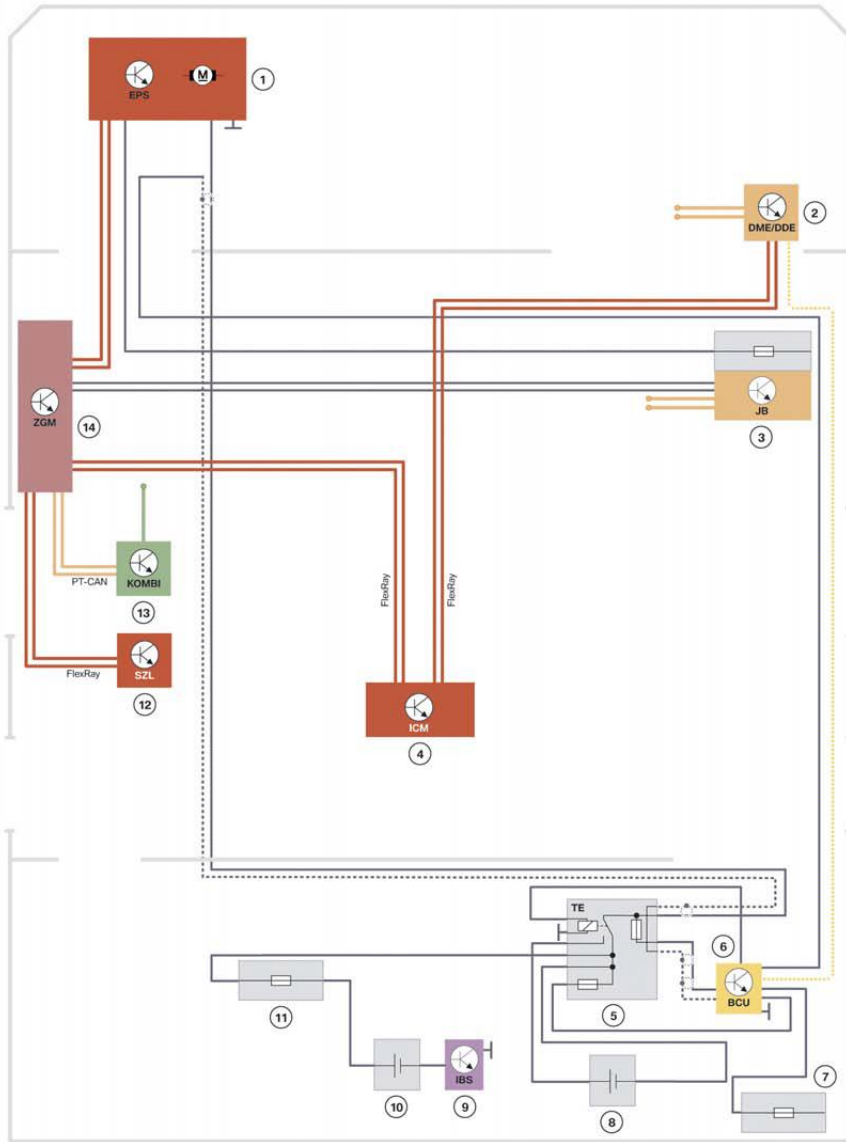 EPS
M
1
DME/DDE
2
ZGM
14
JB
3
PT-CAN
KOMBI
13
FlexRay
FlexRay
FlexRay
SZL
12
ICM
4
TE
5
6
BCU
11
10
IBS
9
8
7